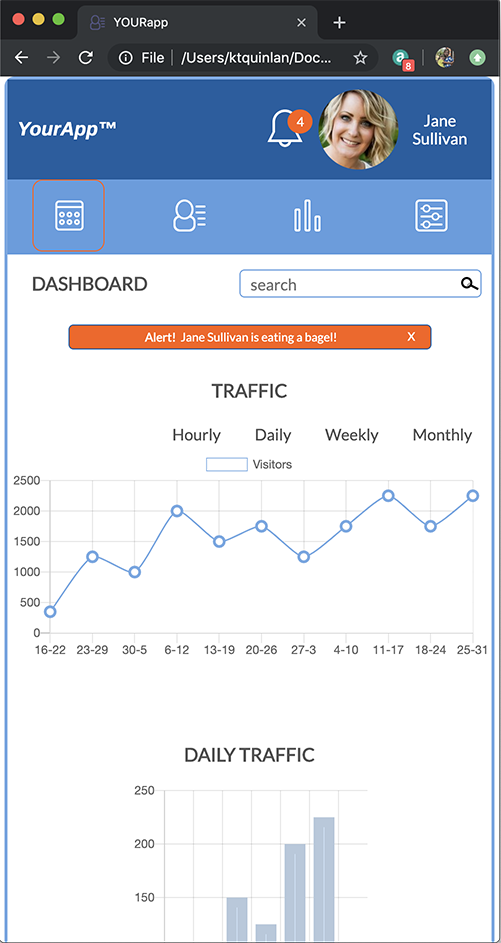 YOURapp
File
/Users/ktquinlan/Doc...
8
YourApp™
4
Jane
Sullivan
DASHBOARD
search
Alert! Jane Sullivan is eating a bagel! X
TRAFFIC
Hourly Daily Weekly Monthly
Visitors
2500
2000
1500
1000
500
0
16-22 23-29 30-5 6-12 13-19 20-26 27-3 4-10 11-17 18-24 25-31
DAILY TRAFFIC
250
200
150